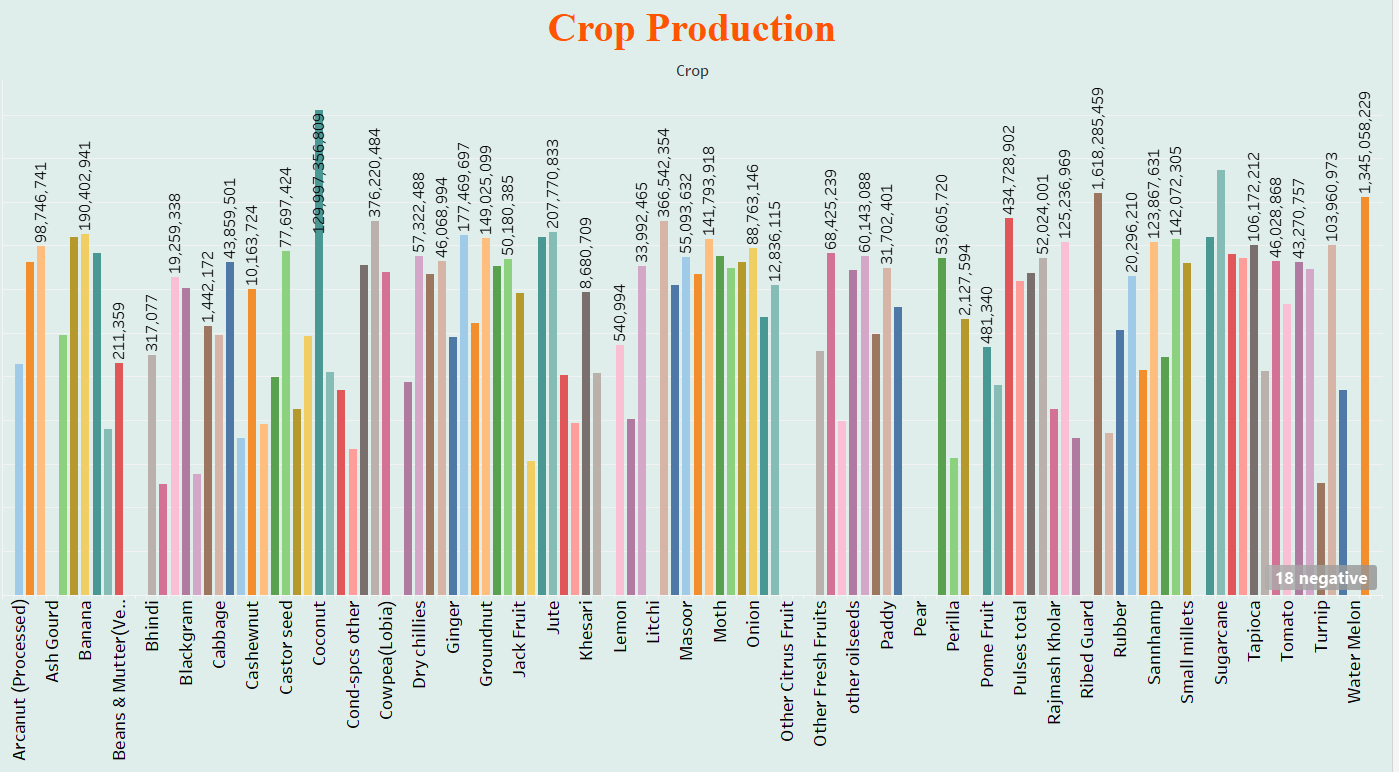 Crop Production
Crop
98,746,741
190,402,941
211,359
317,077
19,259,338
1,442,172
43,859,501
10,163,724
77,697,424
129,997,356,809
376,220,484
57,322,488
46,068,994
177,469,697
149,025,099
50,180,385
207,770,833
8,680,709
540,994
33,992,465
366,542,354
55,093,632
141,793,918
88,763,146
12,836,115
68,425,239
60,143,088
31,702,401
53,605,720
2,127,594
481,340
434,728,902
52,024,001
125,236,969
1,618,285,459
20,296,210
123,867,631
142,072,305
106,172,212
46,028,868
43,270,757
103,960,973
1,345,058,229
18 negative
Arcanut (Processed)
Ash Gourd
Banana
Beans & Mutter(Ve..
Bhindi
Blackgram
Cabbage
Cashewnut
Castor seed
Coconut
Cond-spcs other
Cowpea(Lobia)
Dry chillies
Ginger
Groundnut
Jack Fruit
Jute
Khesari
Lemon
Litchi
Masoor
Moth
Onion
Other Citrus Fruit
Other Fresh Fruits
other oilseeds
Paddy
Pear
Perilla
Pome Fruit
Pulses total
Rajmash Kholar
Ribed Guard
Rubber
Sannhamp
Small millets
Sugarcane
Tapioca
Tomato
Turnip
Water Melon